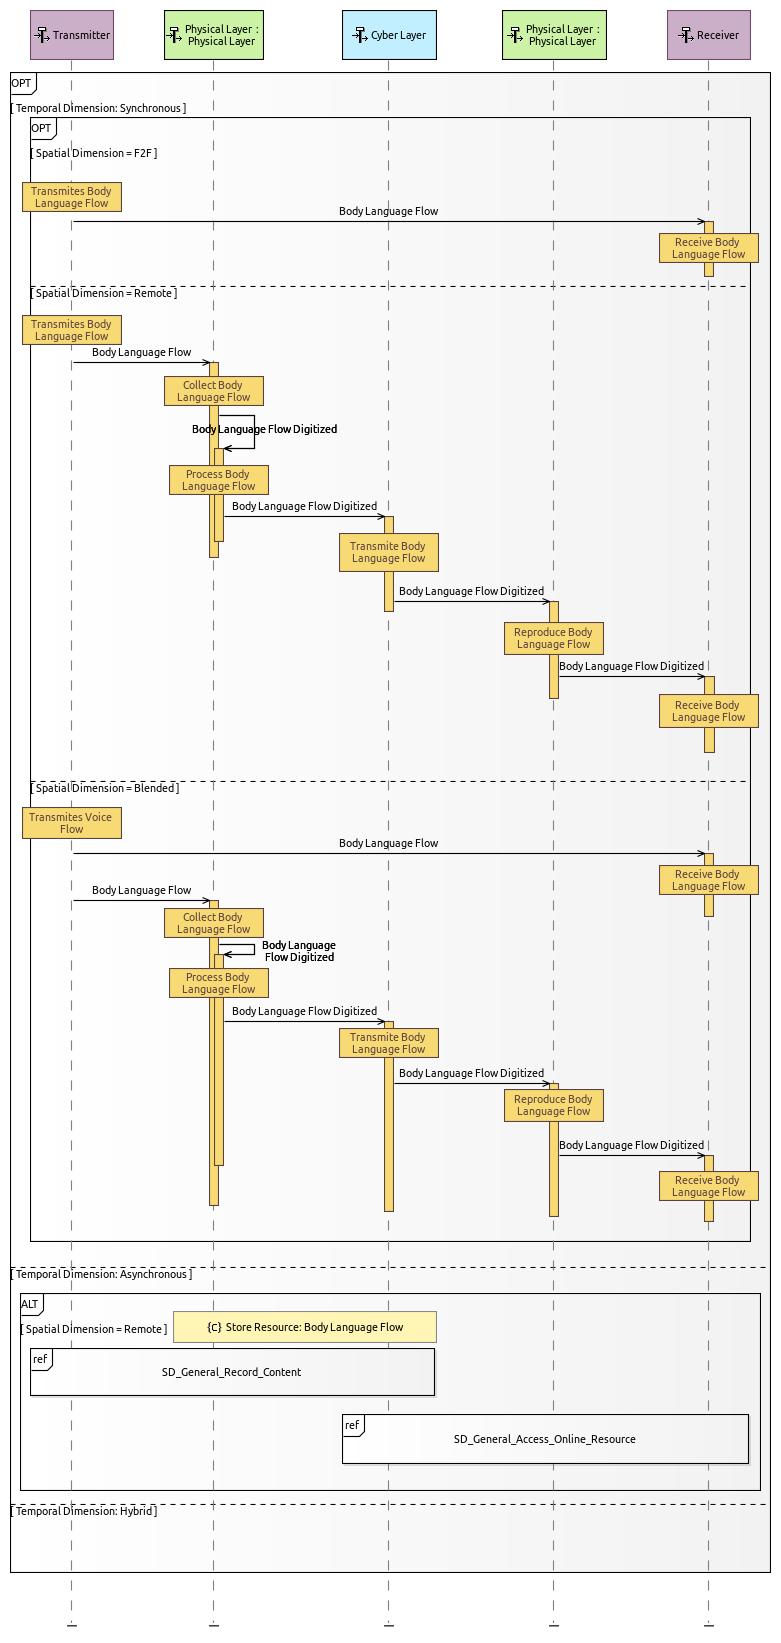 Transmitter
Physical Layer :
Physical Layer
Cyber Layer
Physical Layer :
Physical Layer
Receiver
OPT
[ Temporal Dimension: Synchronous ]
OPT
[ Spatial Dimension = F2F ]
Transmites Body
Language Flow
Body Language Flow
Receive Body
Language Flow
[ Spatial Dimension = Remote ]
Transmites Body
Language Flow
Body Language Flow
Collect Body
Language Flow
Body Language Flow Digitized
Process Body
Language Flow
Body Language Flow Digitized
Transmite Body
Language Flow
Body Language Flow Digitized
Reproduce Body
Language Flow
Body Language Flow Digitized
Receive Body
Language Flow
[ Spatial Dimension = Blended ]
Transmites Voice
Flow
Body Language Flow
Receive Body
Language Flow
Body Language Flow
Collect Body
Language Flow
Body Language
Flow Digitized
Process Body
Language Flow
Body Language Flow Digitized
Transmite Body
Language Flow
Body Language Flow Digitized
Reproduce Body
Language Flow
Body Language Flow Digitized
Receive Body
Language Flow
[ Temporal Dimension: Asynchronous ]
ALT
[ Spatial Dimension = Remote ]
{C} Store Resource: Body Language Flow
ref
SD_General_Record_Content
ref
SD_General_Access_Online_Resource
[ Temporal Dimension: Hybrid ]